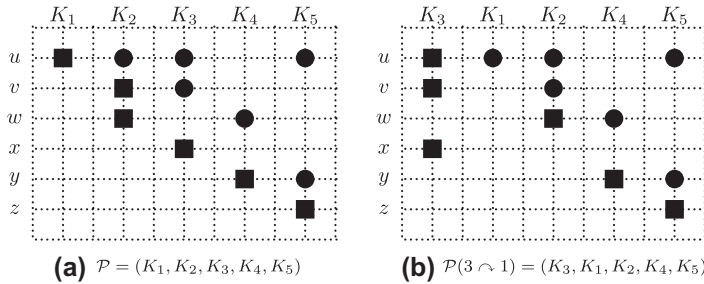 K₁ K₂ K₃ K₄ K₅
u
v
w
x
y
z
(a) 𝒫 = (K₁, K₂, K₃, K₄, K₅)
K₃ K₁ K₂ K₄ K₅
u
v
w
x
y
z
(b) 𝒫(3 ↷ 1) = (K₃, K₁, K₂, K₄, K₅)